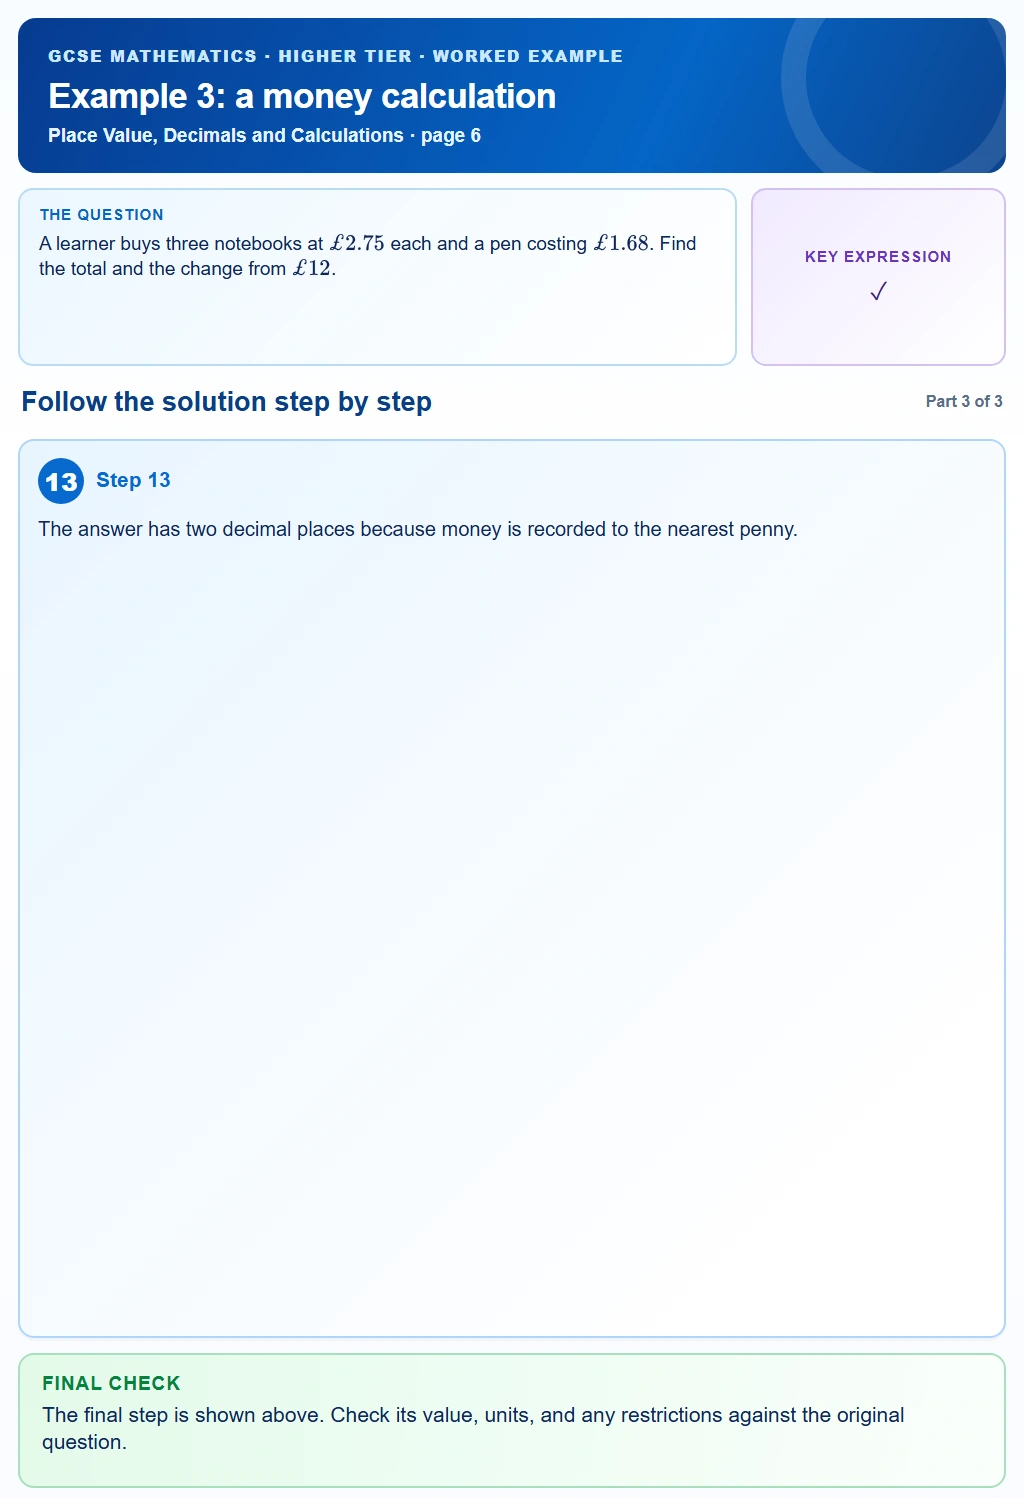 GCSE MATHEMATICS · HIGHER TIER · WORKED EXAMPLE
Example 3: a money calculation
Place Value, Decimals and Calculations · page 6
THE QUESTION
A learner buys three notebooks at £2.75 each and a pen costing £1.68. Find
the total and the change from £12.
KEY EXPRESSION
✓
Follow the solution step by step
Part 3 of 3
13 Step 13
The answer has two decimal places because money is recorded to the nearest penny.
FINAL CHECK
The final step is shown above. Check its value, units, and any restrictions against the original
question.